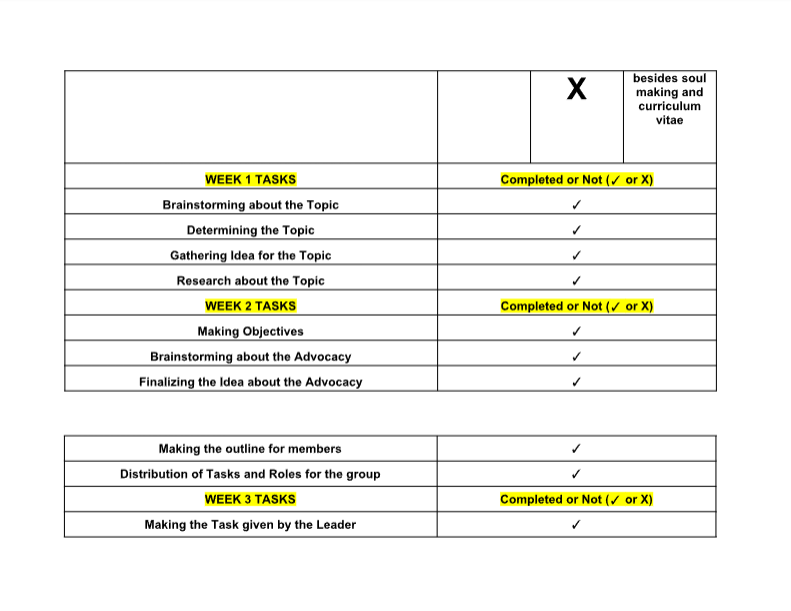 X
besides soul
making and
curriculum
vitae
WEEK 1 TASKS
Completed or Not (✓ or X)
Brainstorming about the Topic
✓
Determining the Topic
✓
Gathering Idea for the Topic
✓
Research about the Topic
✓
WEEK 2 TASKS
Completed or Not (✓ or X)
Making Objectives
✓
Brainstorming about the Advocacy
✓
Finalizing the Idea about the Advocacy
✓
Making the outline for members
✓
Distribution of Tasks and Roles for the group
✓
WEEK 3 TASKS
Completed or Not (✓ or X)
Making the Task given by the Leader
✓